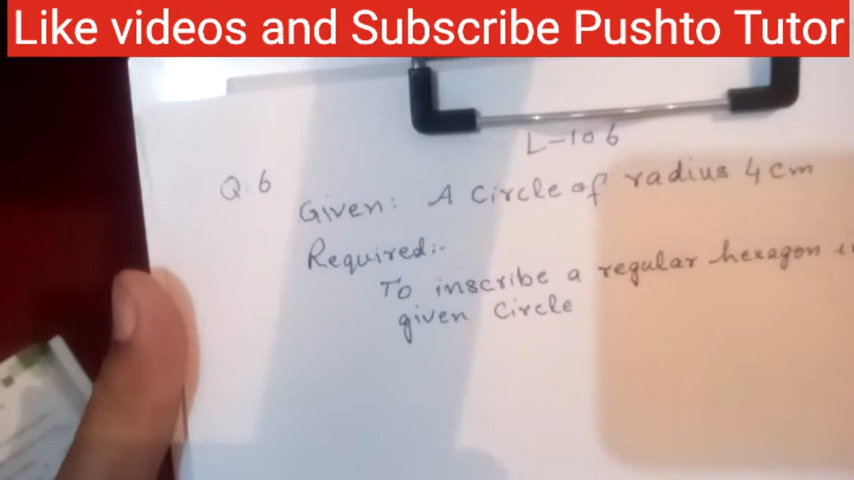 Like videos and Subscribe Pushto Tutor
L-106
Q:6
Given: A Circle of radius 4cm
Required:-
To inscribe a regular hexagon
given Circle